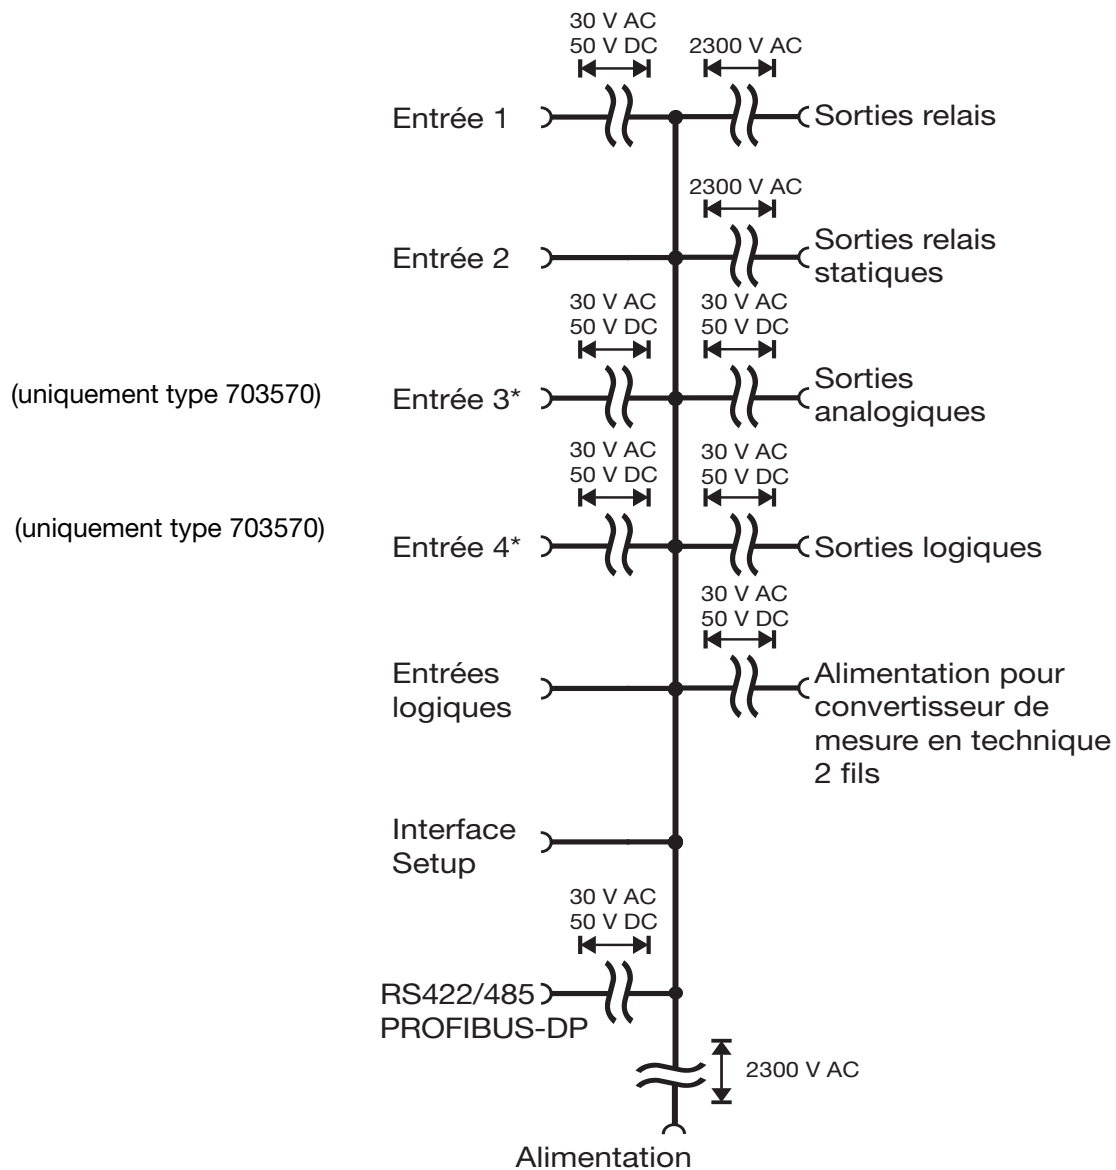 30 V AC
50 V DC
2300 V AC
Entrée 1
Sorties relais
2300 V AC
Entrée 2
Sorties relais
statiques
30 V AC
50 V DC
30 V AC
50 V DC
(uniquement type 703570)
Entrée 3*
Sorties
analogiques
30 V AC
50 V DC
30 V AC
50 V DC
(uniquement type 703570)
Entrée 4*
Sorties logiques
30 V AC
50 V DC
Entrées
logiques
Alimentation pour
convertisseur de
mesure en technique
2 fils
Interface
Setup
30 V AC
50 V DC
RS422/485
PROFIBUS-DP
2300 V AC
Alimentation